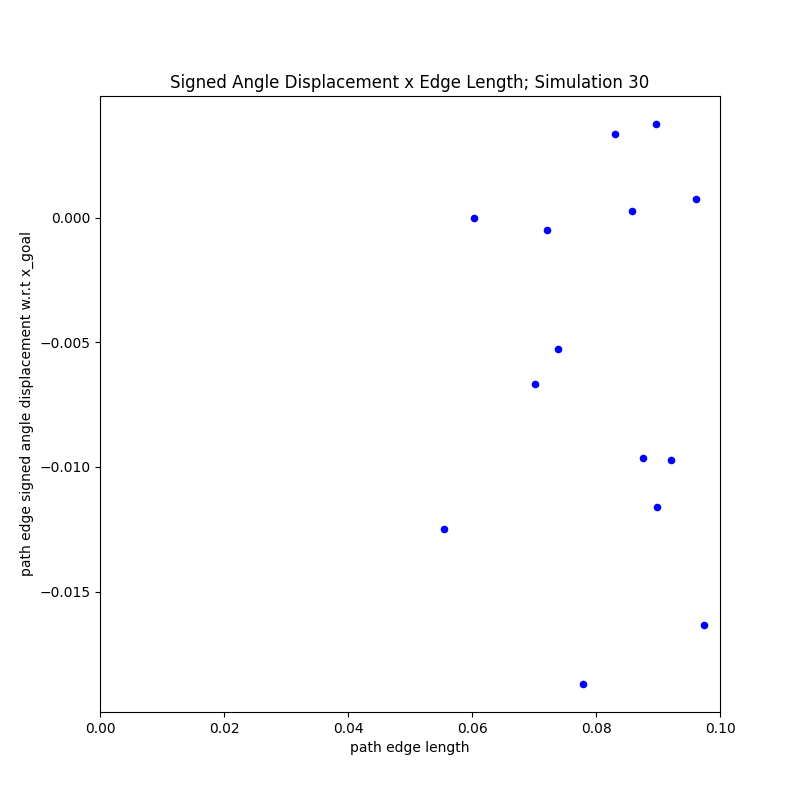 Signed Angle Displacement x Edge Length; Simulation 30
path edge signed angle displacement w.r.t x_goal
0.000
−0.005
−0.010
−0.015
0.00 0.02 0.04 0.06 0.08 0.10
path edge length